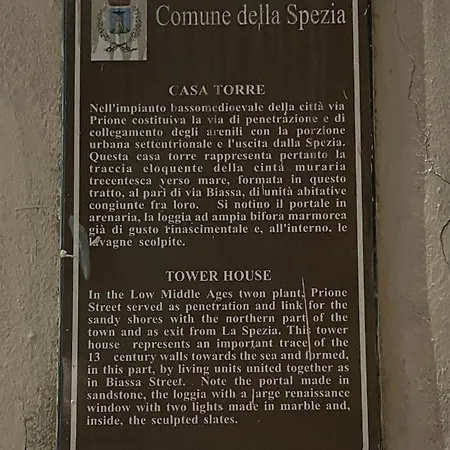 Comune della Spezia
CASA TORRE
Nell'impianto bassomedioevale della città via
Prione costituiva la via di penetrazione e di
collegamento degli arenili con la porzione
urbana settentrionale e l'uscita dalla Spezia.
Questa casa torre rappresenta pertanto la
traccia eloquente della cinta muraria
trecentesca verso mare, formata in questo
tratto, al pari di via Biassa, di unità abitative
congiunte fra loro. Si notino il portale in
arenaria, la loggia ad ampia bifora marmorea
già di gusto rinascimentale e, all'interno, le
lavagne scolpite.
TOWER HOUSE
In the Low Middle Ages twon plant, Prione
Street served as penetration and link for the
sandy shores with the northern part of the
town and as exit from La Spezia. This tower
house represents an important trace of the
13 century walls towards the sea and formed,
in this part, by living units united together as
in Biassa Street. Note the portal made in
sandstone, the loggia with a large renaissance
window with two lights made in marble and,
inside, the sculpted slates.